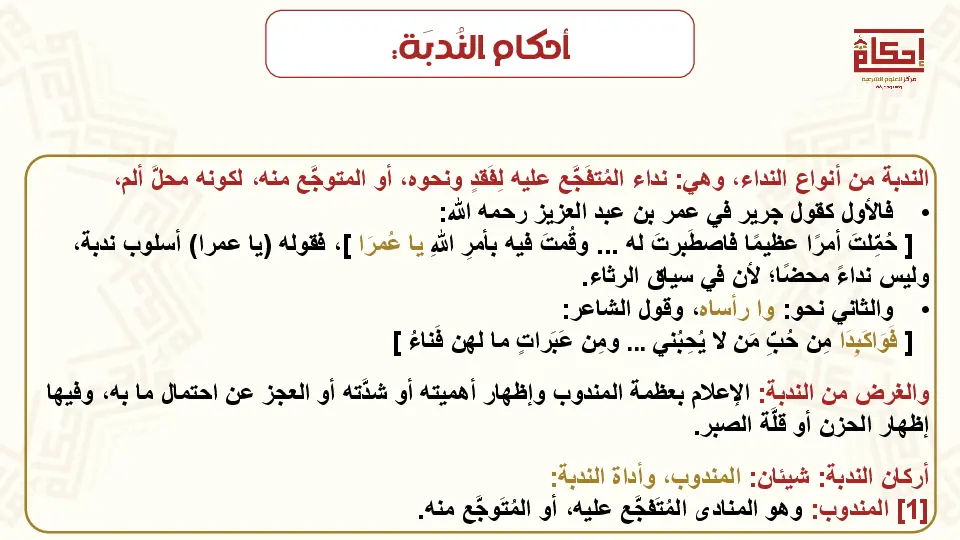 أحكام النُدبَة:
إحكام
مركز للعلوم الشرعية
الندبة من أنواع النداء، وهي: نداء المُتفَجَّع عليه لِفَقدٍ ونحوه، أو المتوجَّع منه، لكونه محلَّ ألم،
• فالأول كقول جرير في عمر بن عبد العزيز رحمه الله:
[ حُمِّلتَ أمرًا عظيمًا فاصطَبرتَ له ... وقُمتَ فيه بأمرِ اللهِ يا عُمرَا ]، فقوله (يا عمرا) أسلوب ندبة،
وليس نداءً محضًا؛ لأن في سياق الرثاء.
• والثاني نحو: وا رأساه، وقول الشاعر:
[ فَوَاكَبِدَا مِن حُبِّ مَن لا يُحِبُني ... ومِن عَبَراتٍ ما لهن فَناءُ ]
والغرض من الندبة: الإعلام بعظمة المندوب وإظهار أهميته أو شدَّته أو العجز عن احتمال ما به، وفيها
إظهار الحزن أو قلَّة الصبر.
أركان الندبة: شيئان: المندوب، وأداة الندبة:
[1] المندوب: وهو المنادى المُتَفجَّع عليه، أو المُتَوجَّع منه.